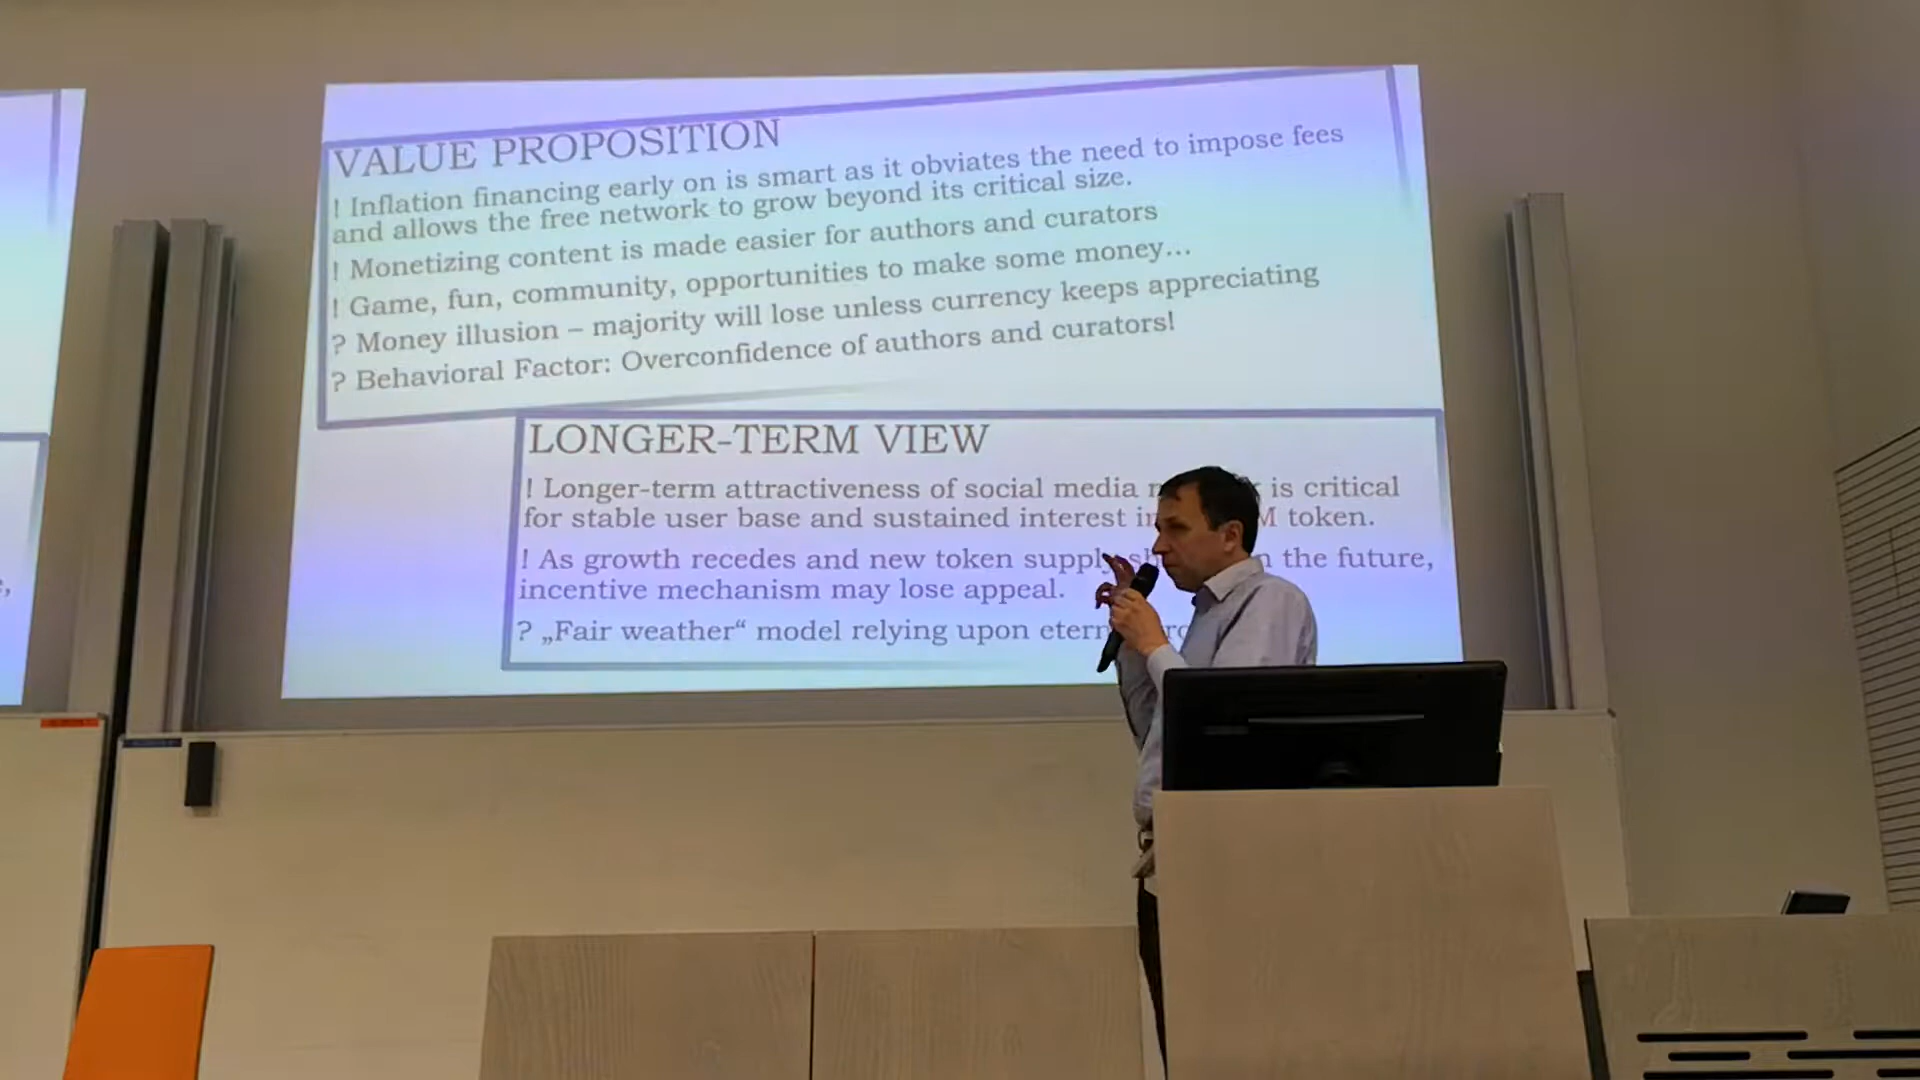 VALUE PROPOSITION
! Inflation financing early on is smart as it obviates the need to impose fees
and allows the free network to grow beyond its critical size.
! Monetizing content is made easier for authors and curators
! Game, fun, community, opportunities to make some money…
? Money illusion – majority will lose unless currency keeps appreciating
? Behavioral Factor: Overconfidence of authors and curators!
LONGER-TERM VIEW
! Longer-term attractiveness of social media is critical
for stable user base and sustained interest token.
! As growth recedes and new token supply the future,
incentive mechanism may lose appeal.
? „Fair weather“ model relying upon